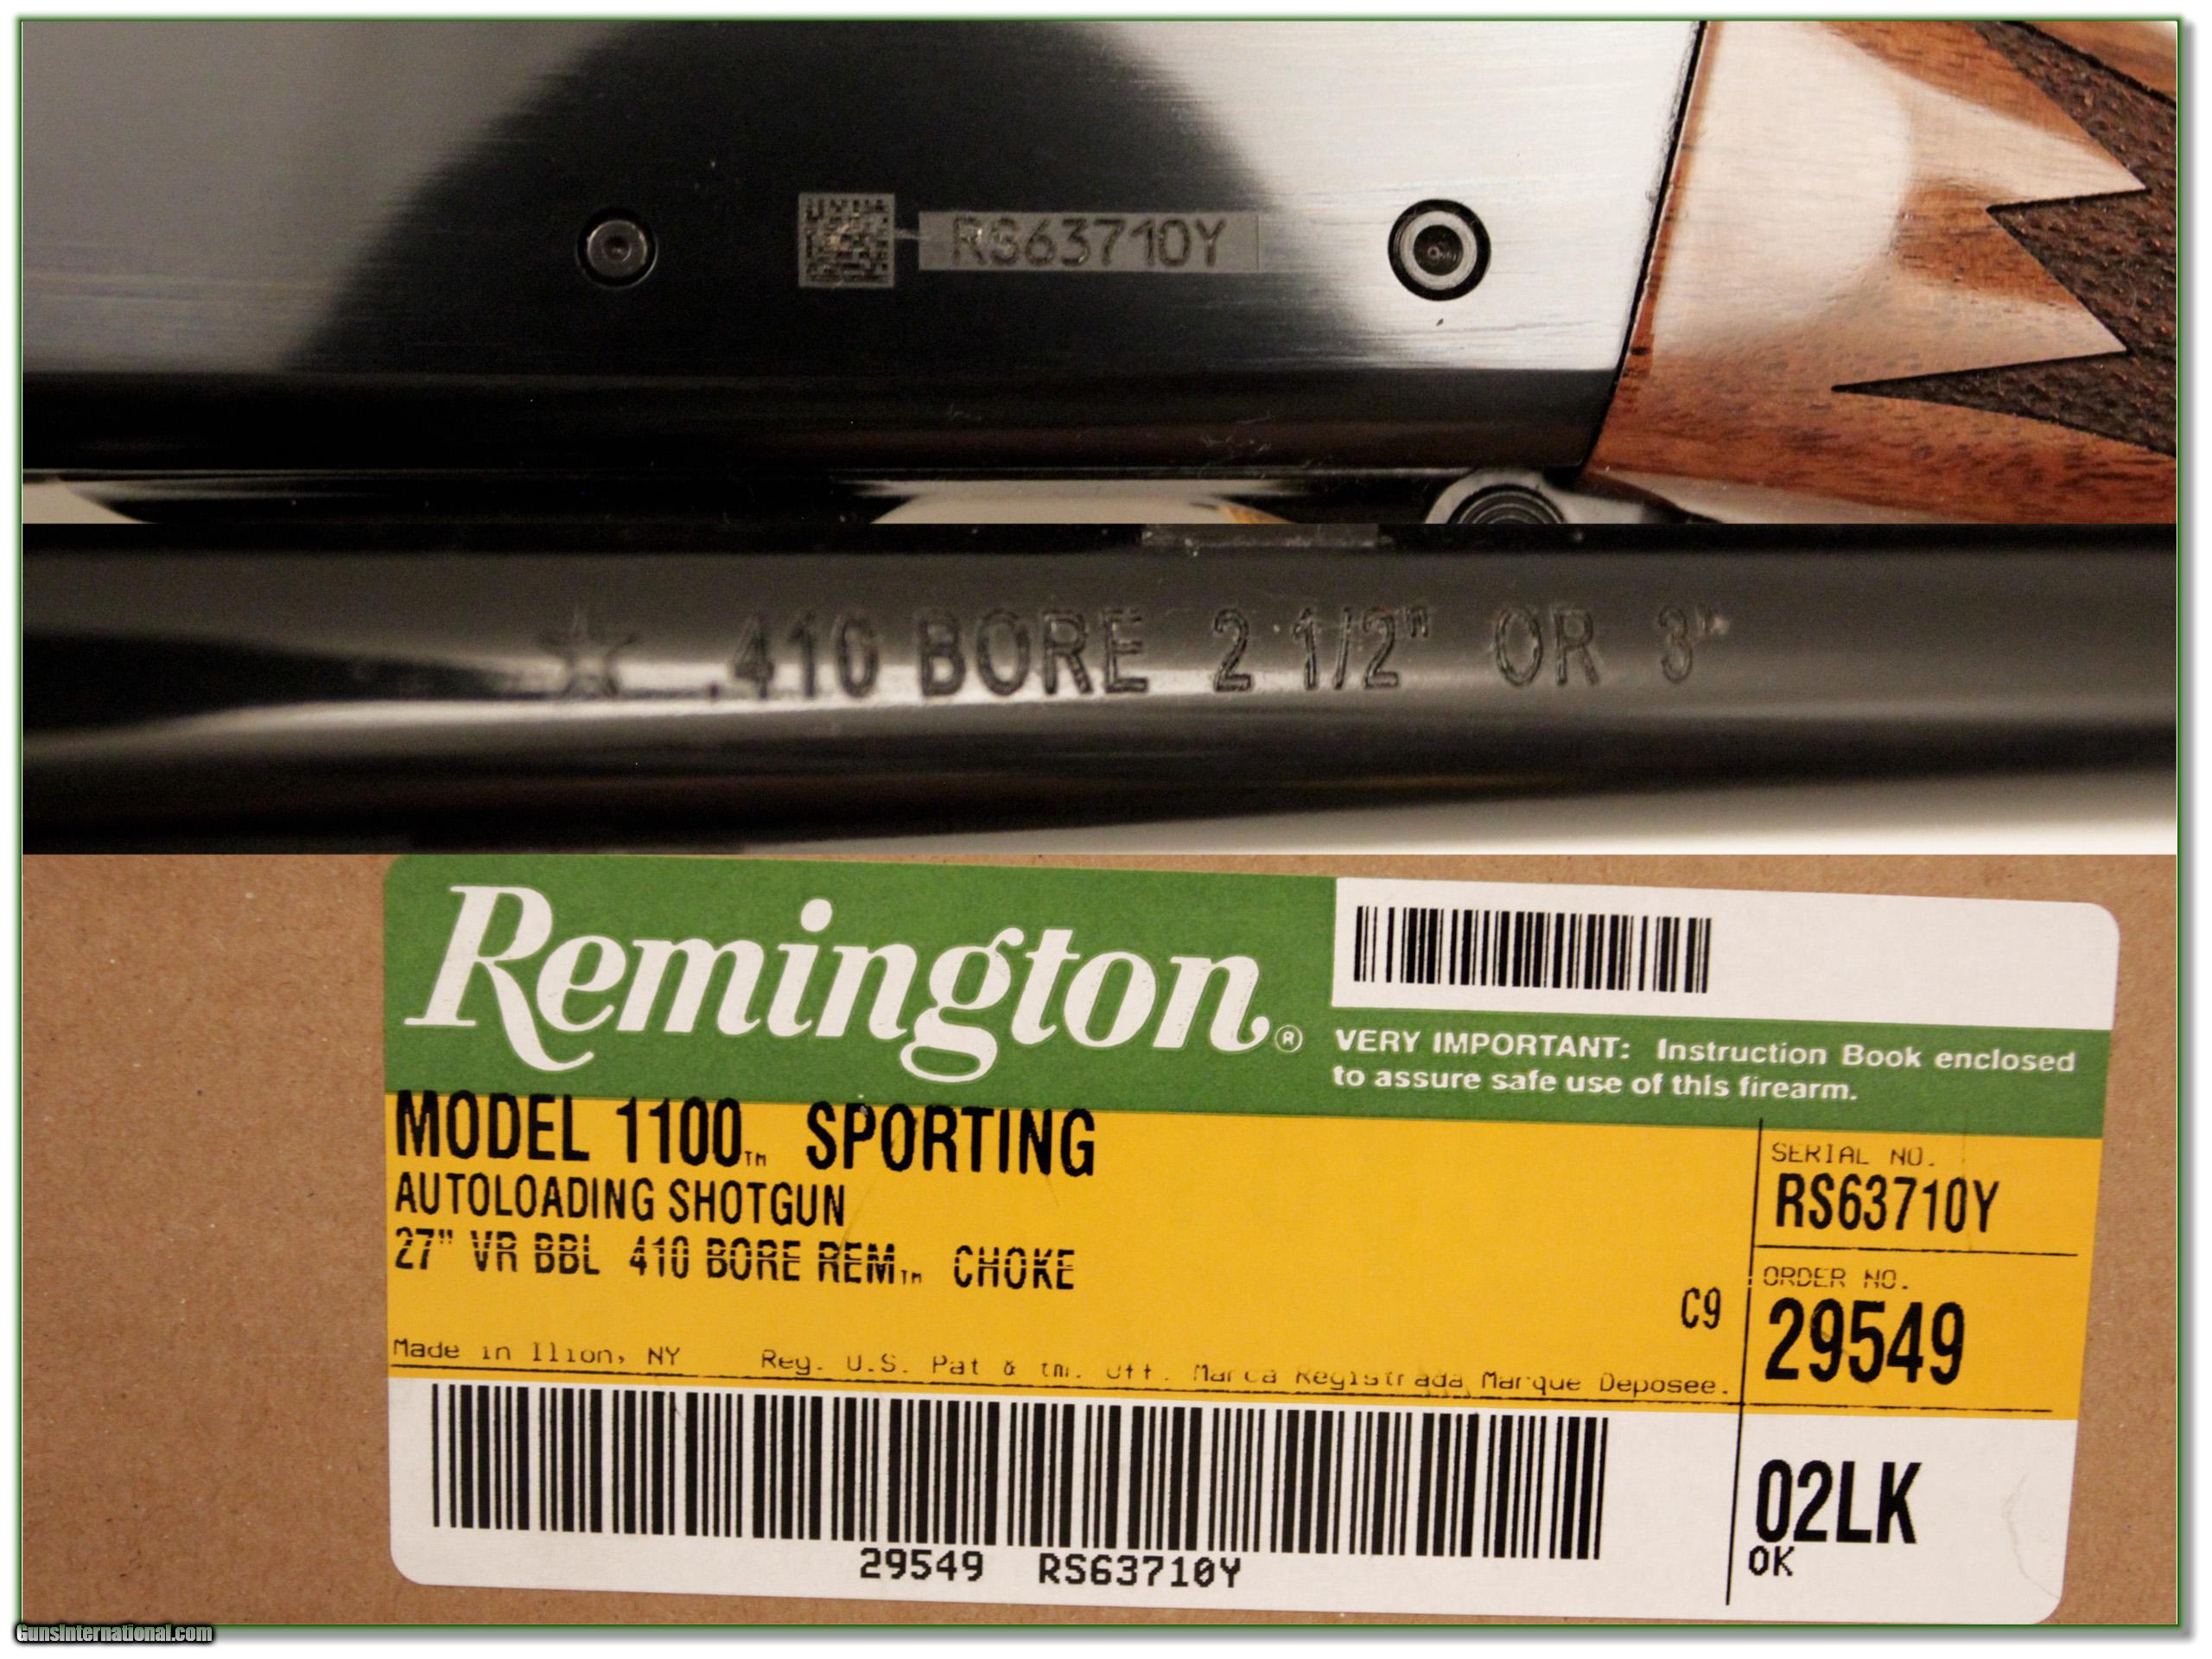 RS63710Y
.410 BORE 2 1/2" OR 3"
Remington®
VERY IMPORTANT: Instruction Book enclosed
to assure safe use of this firearm.
MODEL 1100™ SPORTING
AUTOLOADING SHOTGUN
27" VR BBL 410 BORE REM™ CHOKE
C9
SERIAL NO.
RS63710Y
ORDER NO.
29549
Made in Ilion, NY Reg. U.S. Pat & tm. Off. Marca Registrada Marque Deposee.
29549 RS63710Y
02LK
OK
GunsInternational.com